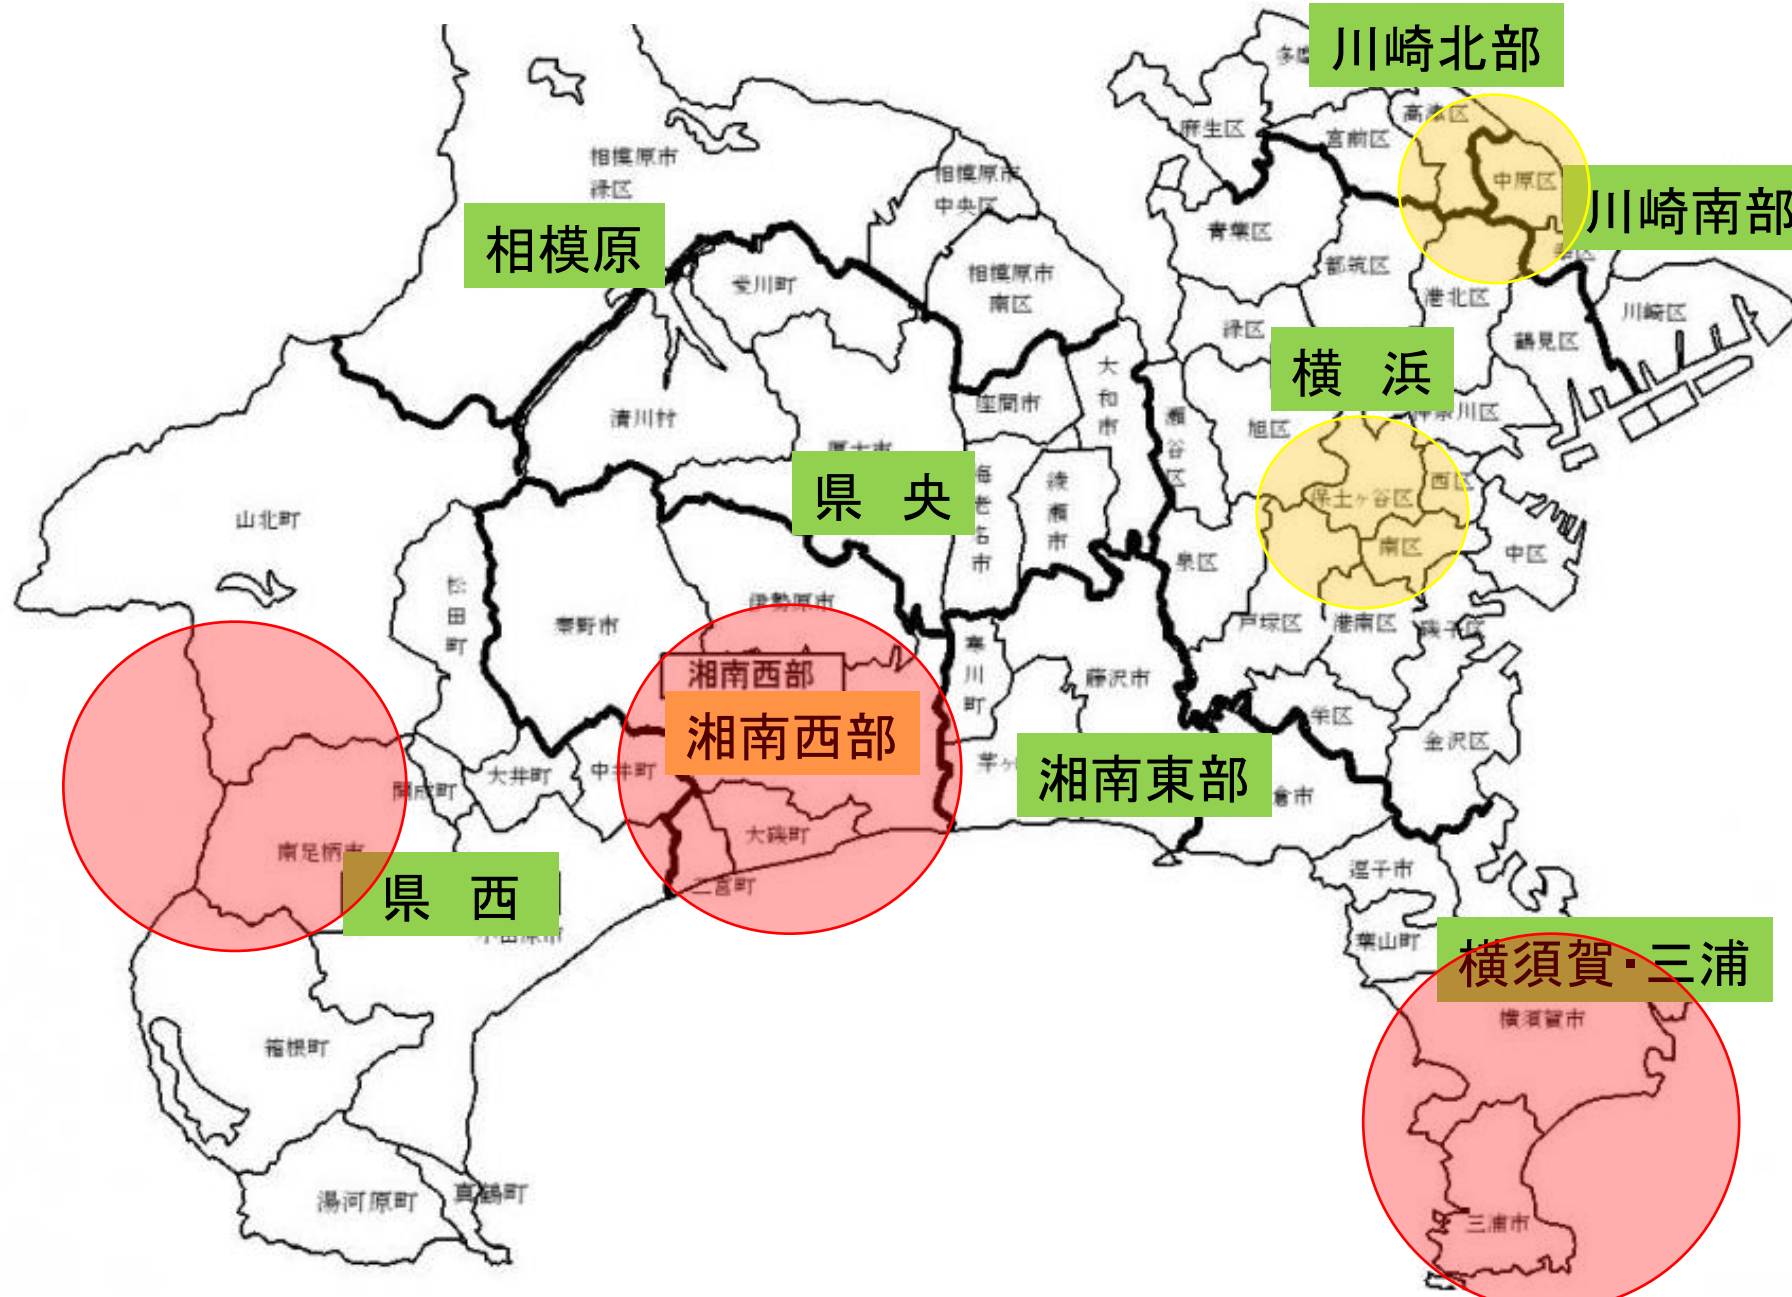 川崎北部
高津区
麻生区
宮前区
相模原市
緑区
相模原市
中央区
中原区
川崎南部
相模原
青葉区
愛川町
相模原市
南区
都筑区
港北区
川崎区
緑区
鶴見区
横　浜
大和市
座間市
清川村
瀬谷区
旭区
神奈川区
県　央
海老名市
綾瀬市
保土ヶ谷区
西区
山北町
南区
中区
泉区
松田町
秦野市
伊勢原市
戸塚区
港南区
磯子区
湘南西部
寒川町
藤沢市
湘南西部
栄区
金沢区
開成町
大井町
中井町
湘南東部
倉市
大磯町
南足柄市
二宮町
逗子市
県　西
葉山町
横須賀・三浦
横須賀市
箱根町
湯河原町
真鶴町
三浦市